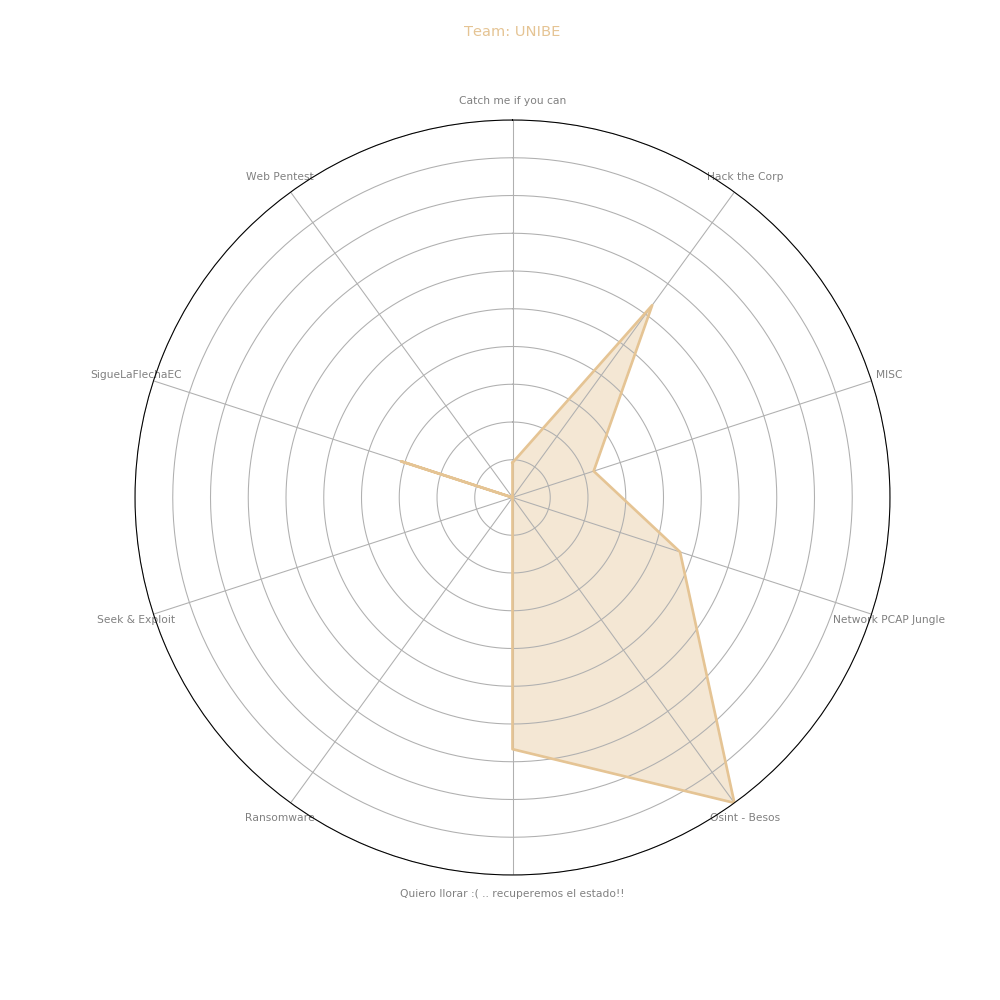 Team: UNIBE
Catch me if you can
Web Pentest
Hack the Corp
SigueLaFlechaEC
MISC
Seek & Exploit
Network PCAP Jungle
Ransomware
Osint - Besos
Quiero llorar :( .. recuperemos el estado!!